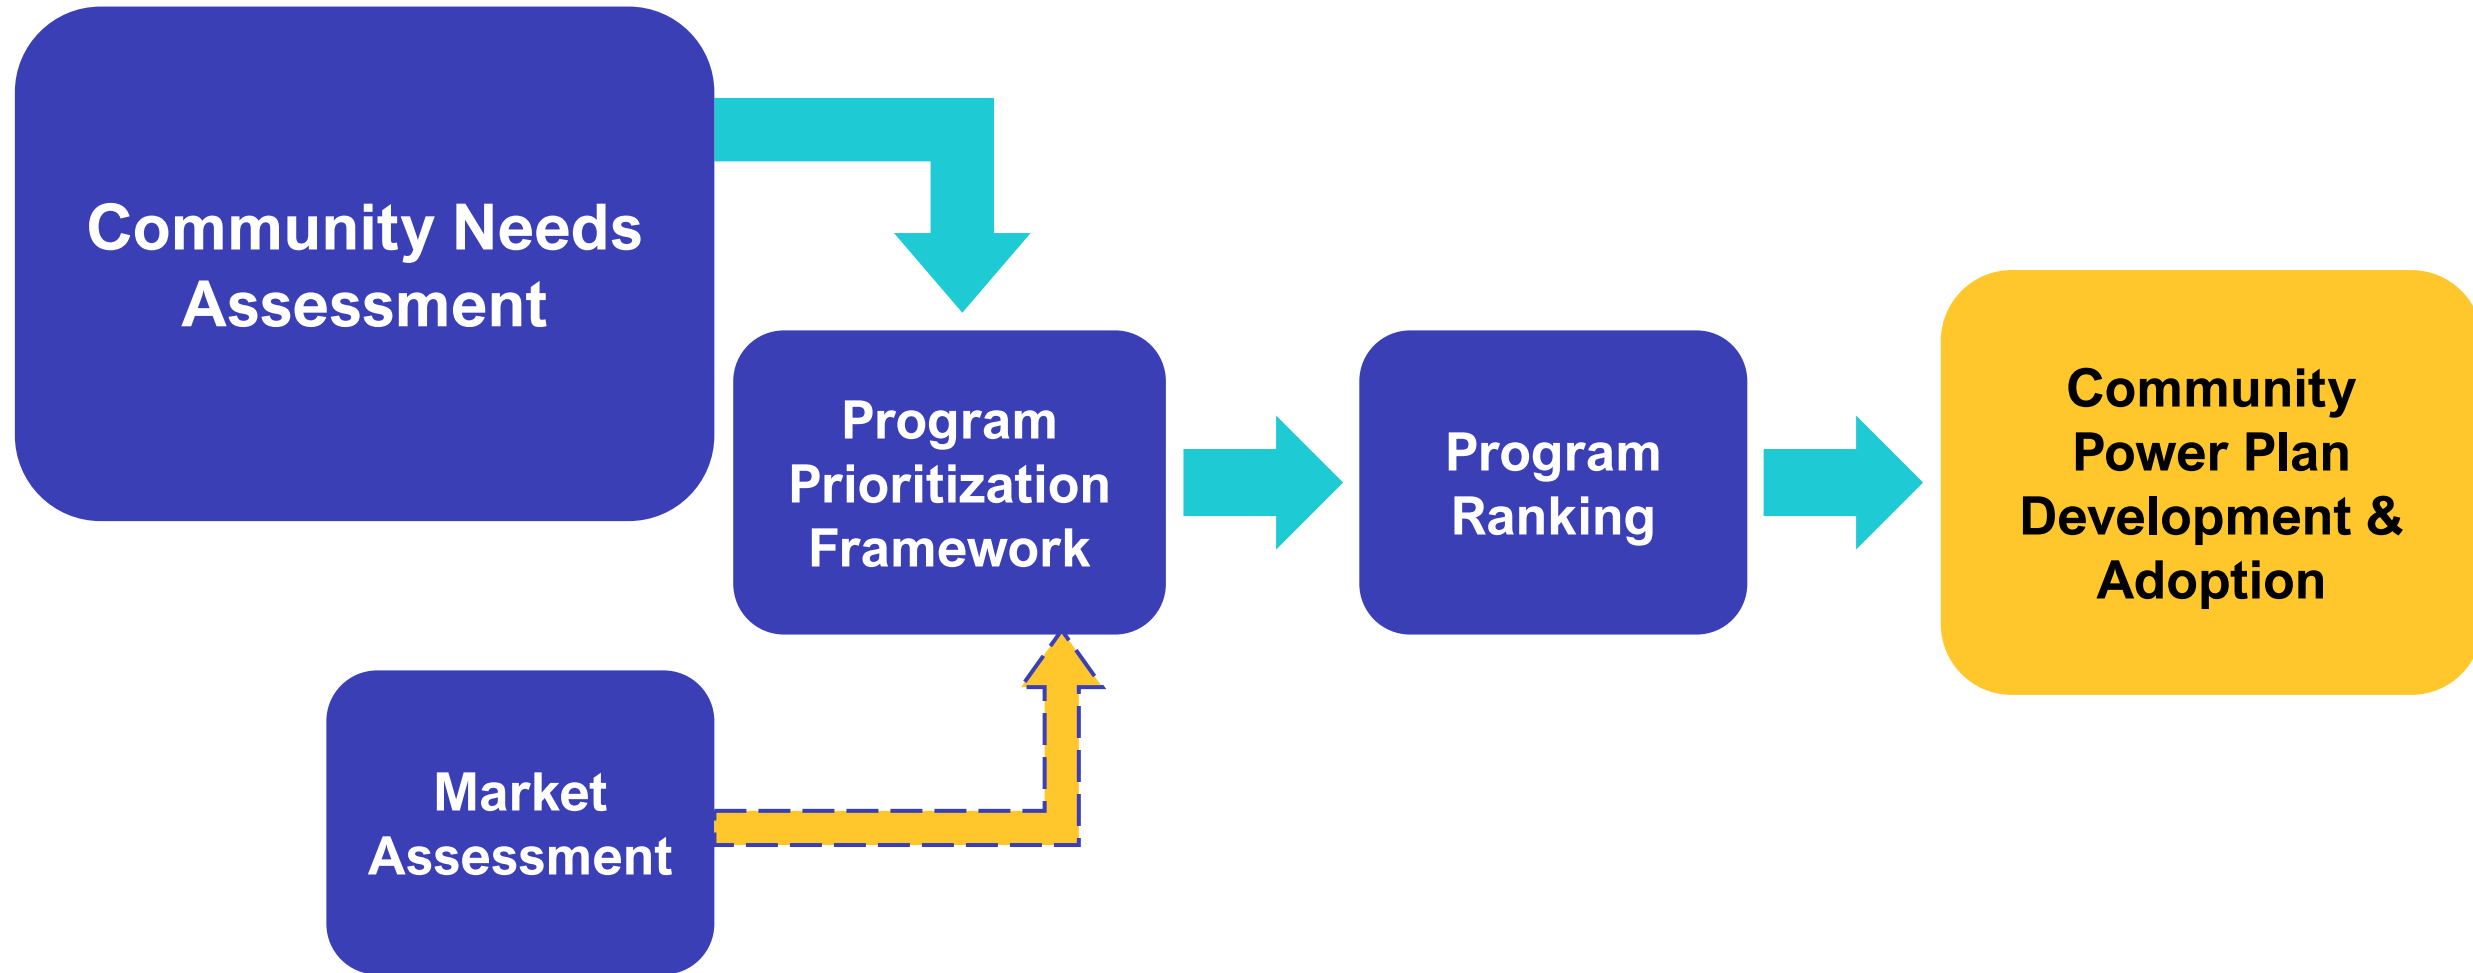 Community Needs
Assessment
Program
Prioritization
Framework
Program
Ranking
Community
Power Plan
Development &
Adoption
Market
Assessment